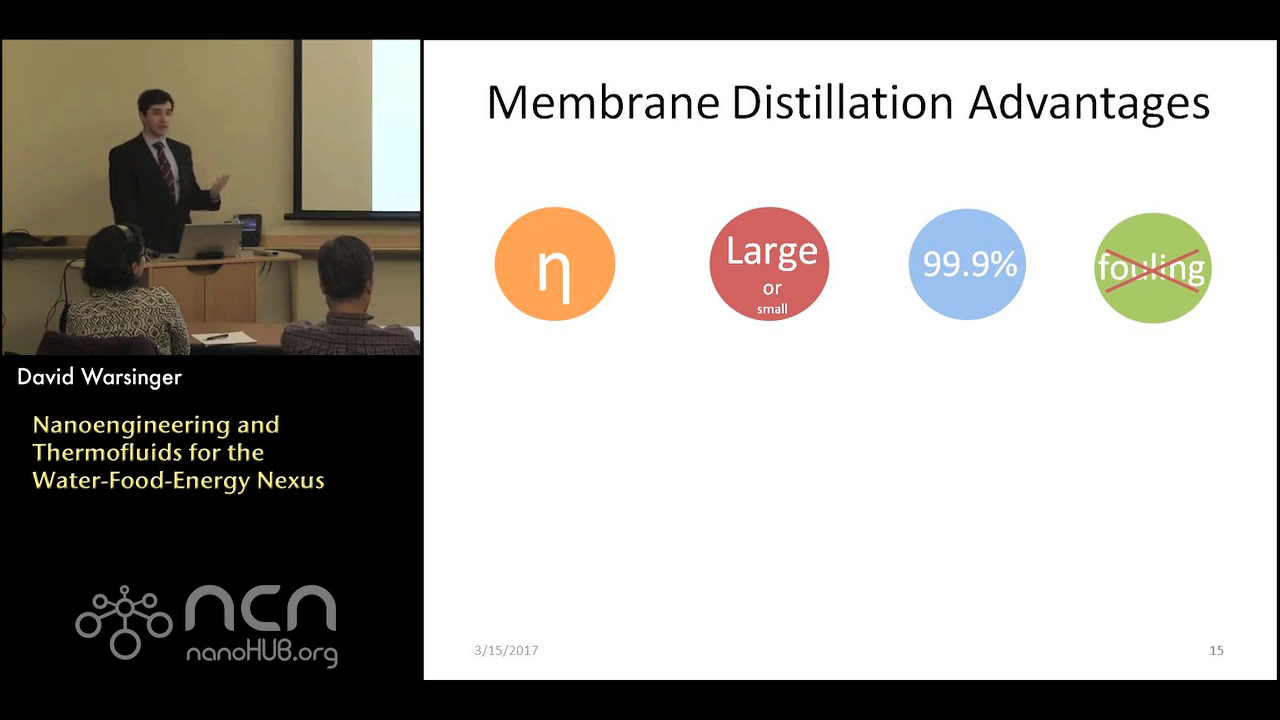 Membrane Distillation Advantages
η
Large
or
small
99.9%
fouling
David Warsinger
Nanoengineering and
Thermofluids for the
Water-Food-Energy Nexus
ncn
nanoHUB.org
3/15/2017
15